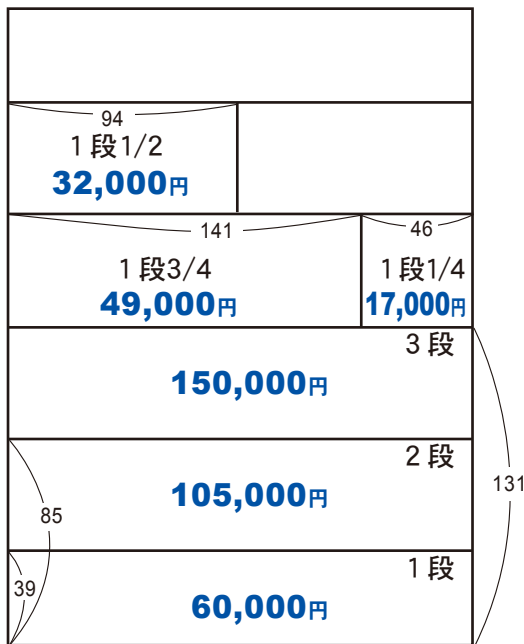 94
1段1/2
32,000円
141
46
1段3/4
1段1/4
49,000円
17,000円
3段
150,000円
131
2段
105,000円
85
1段
39
60,000円